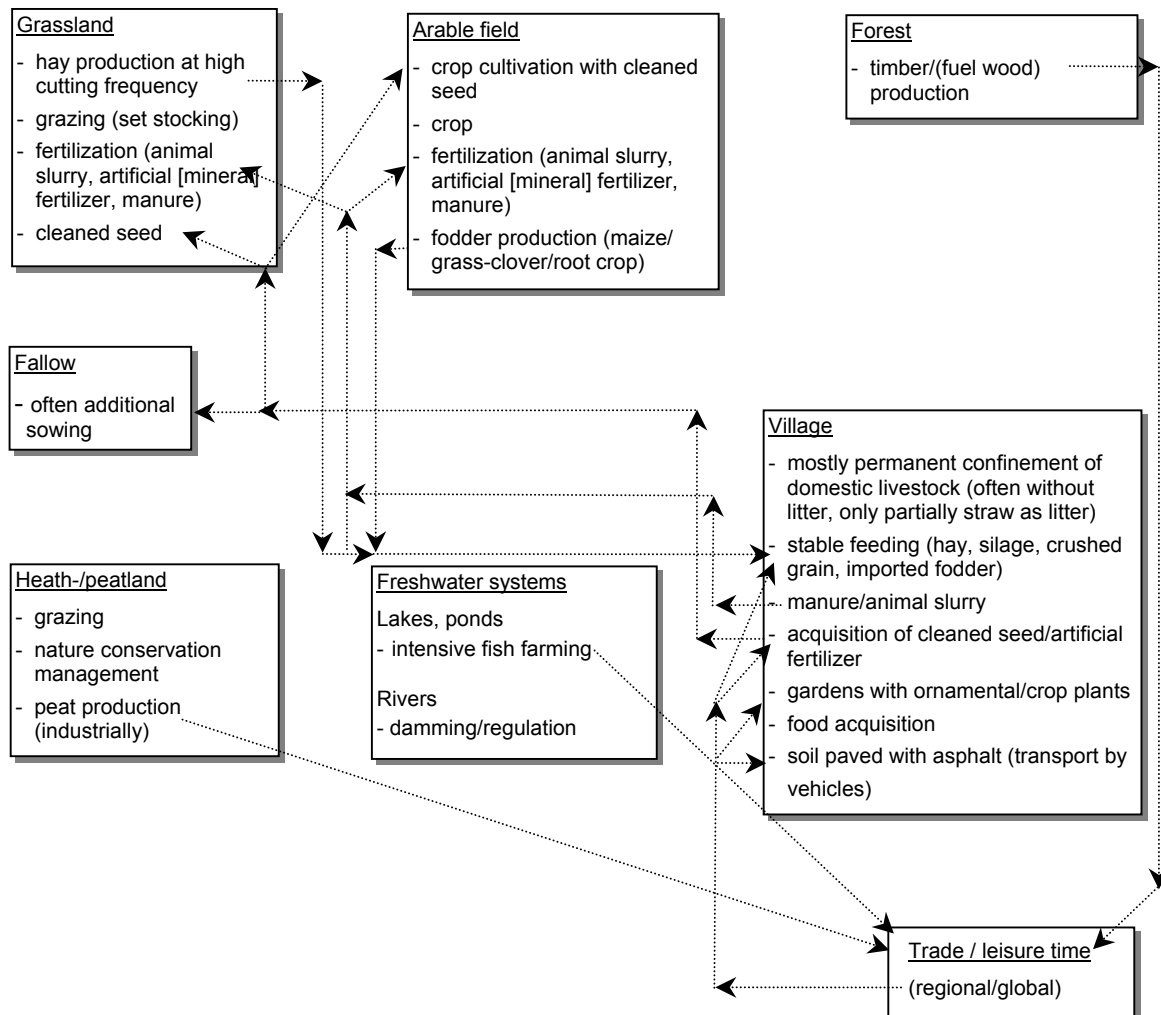 Grassland
- hay production at high
cutting frequency
- grazing (set stocking)
- fertilization (animal
slurry, artificial [mineral]
fertilizer, manure)
- cleaned seed
Arable field
- crop cultivation with cleaned
seed
- crop
- fertilization (animal slurry,
artificial [mineral] fertilizer,
manure)
- fodder production (maize/
grass-clover/root crop)
Forest
- timber/(fuel wood)
production
Fallow
- often additional
sowing
Village
- mostly permanent confinement of
domestic livestock (often without
litter, only partially straw as litter)
- stable feeding (hay, silage, crushed
grain, imported fodder)
- manure/animal slurry
- acquisition of cleaned seed/artificial
fertilizer
- gardens with ornamental/crop plants
- food acquisition
- soil paved with asphalt (transport by
vehicles)
Heath-/peatland
- grazing
- nature conservation
management
- peat production
(industrially)
Freshwater systems
Lakes, ponds
- intensive fish farming
Rivers
- damming/regulation
Trade / leisure time
(regional/global)